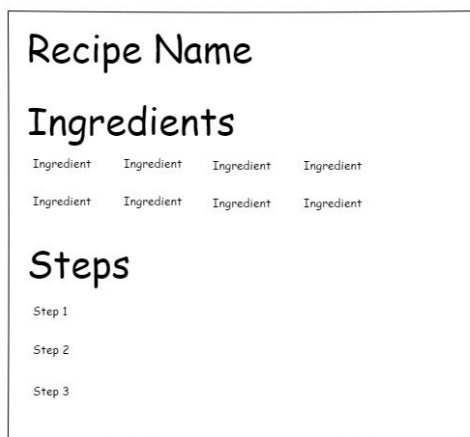 Recipe Name
Ingredients
Ingredient Ingredient Ingredient Ingredient
Ingredient Ingredient Ingredient Ingredient
Steps
Step 1
Step 2
Step 3